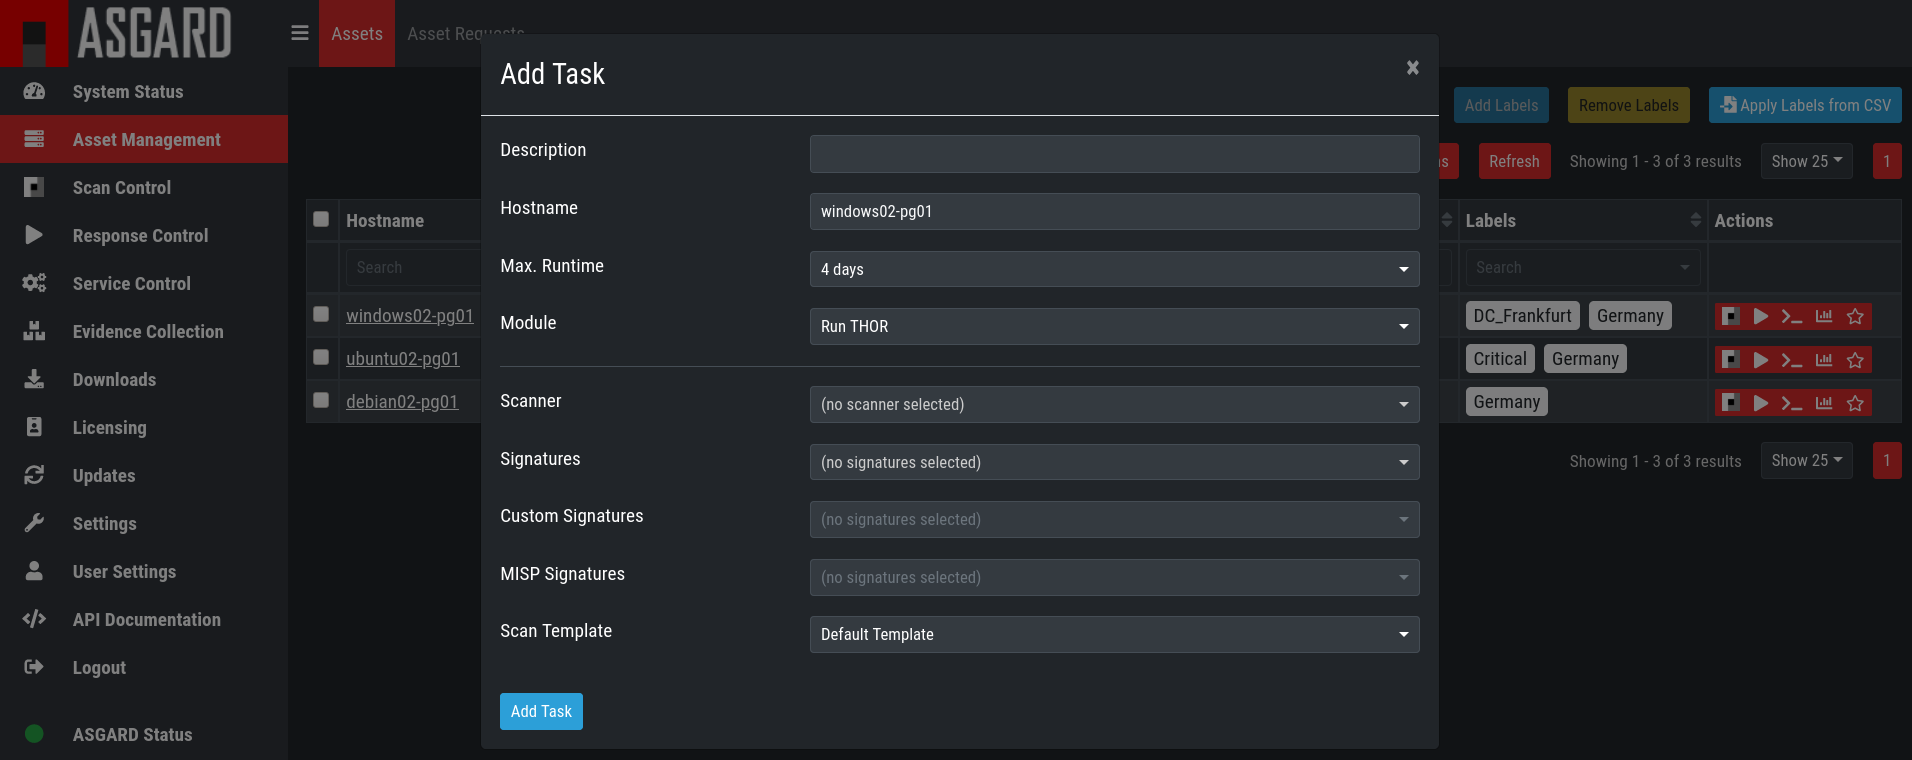 ASGARD
Assets
Asset Requests
System Status
Asset Management
Scan Control
Response Control
Service Control
Evidence Collection
Downloads
Licensing
Updates
Settings
User Settings
API Documentation
Logout
ASGARD Status
Add Labels
Remove Labels
Apply Labels from CSV
Refresh
Showing 1 - 3 of 3 results
Show 25
1
Hostname
Labels
Actions
Search
Search
windows02-pg01
DC_Frankfurt
Germany
ubuntu02-pg01
Critical
Germany
debian02-pg01
Germany
Showing 1 - 3 of 3 results
Show 25
1
Add Task
×
Description
Hostname
windows02-pg01
Max. Runtime
4 days
Module
Run THOR
Scanner
(no scanner selected)
Signatures
(no signatures selected)
Custom Signatures
(no signatures selected)
MISP Signatures
(no signatures selected)
Scan Template
Default Template
Add Task